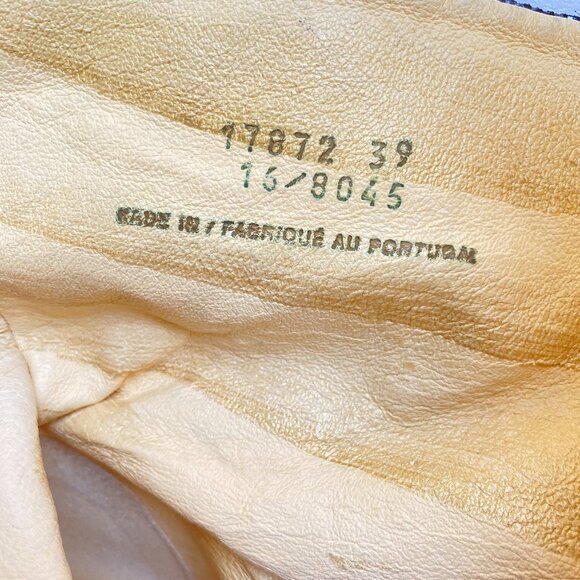 17872 39
16/8045
MADE IN / FABRIQUÉ AU PORTUGAL